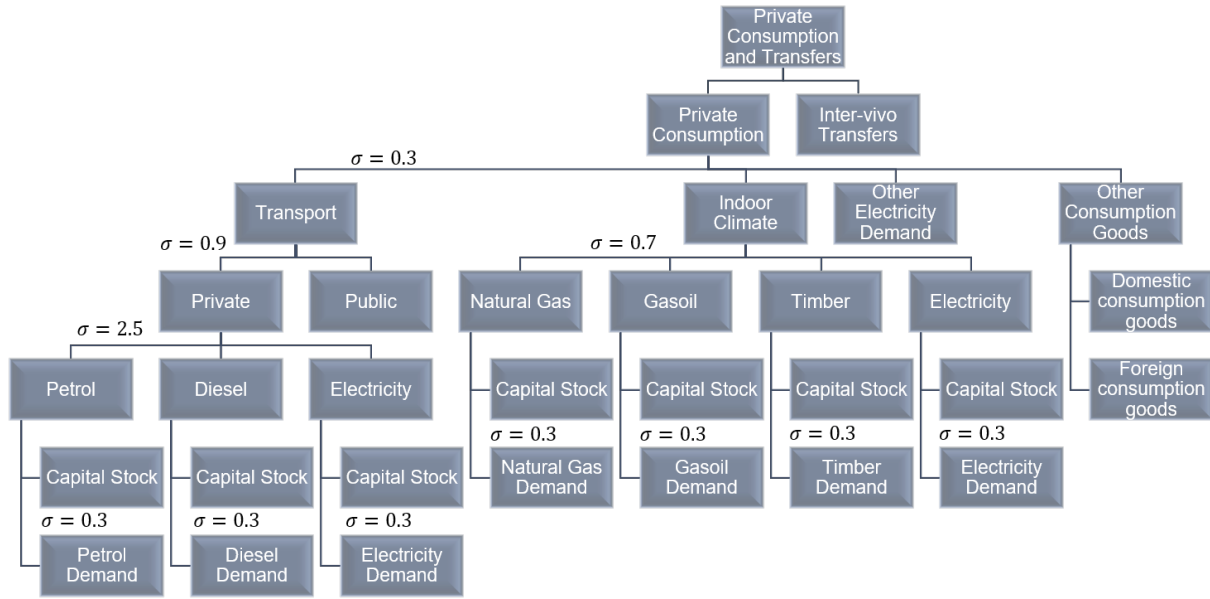 Private
Consumption
and Transfers
Private
Consumption
Inter-vivo
Transfers
σ = 0.3
Transport
Indoor
Climate
Other
Electricity
Demand
Other
Consumption
Goods
σ = 0.9
σ = 0.7
Private
Public
Natural Gas
Gasoil
Timber
Electricity
Domestic
consumption
goods
σ = 2.5
Petrol
Diesel
Electricity
Capital Stock
Capital Stock
Capital Stock
Capital Stock
Foreign
consumption
goods
σ = 0.3
σ = 0.3
σ = 0.3
σ = 0.3
Natural Gas
Demand
Gasoil
Demand
Timber
Demand
Electricity
Demand
Capital Stock
Capital Stock
Capital Stock
σ = 0.3
σ = 0.3
σ = 0.3
Petrol
Demand
Diesel
Demand
Electricity
Demand